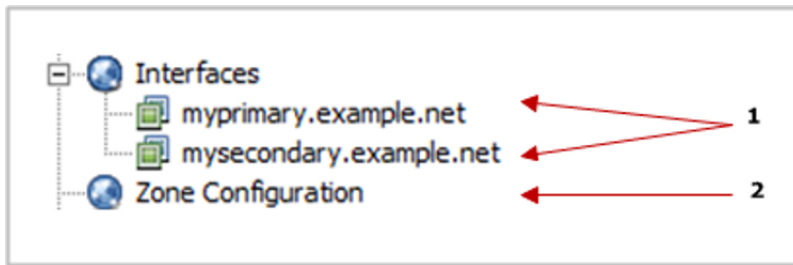 Interfaces
myprimary.example.net 1
mysecondary.example.net
Zone Configuration 2